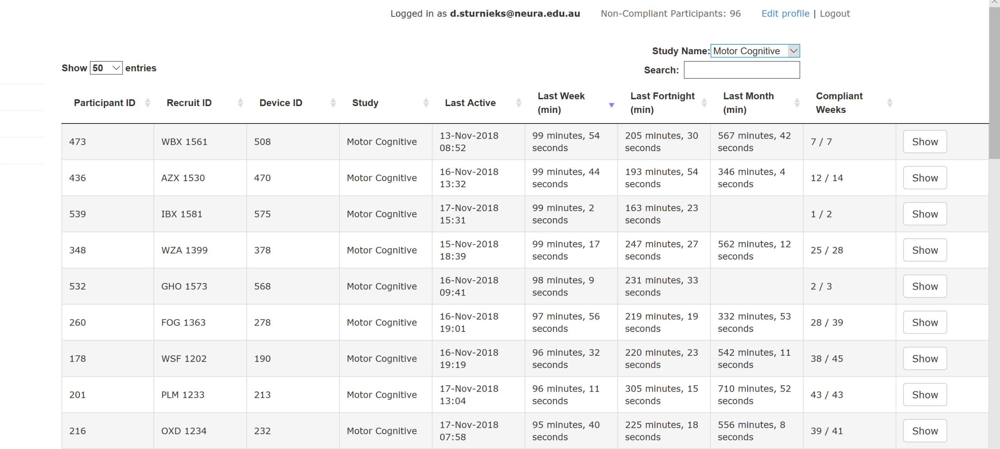 Logged in as d.sturnieks@neura.edu.au Non-Compliant Participants: 96 Edit profile | Logout
Study Name: Motor Cognitive
Show 50 entries
Search:
Participant ID Recruit ID Device ID Study Last Active Last Week (min) Last Fortnight (min) Last Month (min) Compliant Weeks
473 WBX 1561 508 Motor Cognitive 13-Nov-2018 08:52 99 minutes, 54 seconds 205 minutes, 30 seconds 567 minutes, 42 seconds 7 / 7 Show
436 AZX 1530 470 Motor Cognitive 16-Nov-2018 13:32 99 minutes, 44 seconds 193 minutes, 54 seconds 346 minutes, 4 seconds 12 / 14 Show
539 IBX 1581 575 Motor Cognitive 17-Nov-2018 15:31 99 minutes, 2 seconds 163 minutes, 23 seconds 1 / 2 Show
348 WZA 1399 378 Motor Cognitive 15-Nov-2018 18:39 99 minutes, 17 seconds 247 minutes, 27 seconds 562 minutes, 12 seconds 25 / 28 Show
532 GHO 1573 568 Motor Cognitive 16-Nov-2018 09:41 98 minutes, 9 seconds 231 minutes, 33 seconds 2 / 3 Show
260 FOG 1363 278 Motor Cognitive 16-Nov-2018 19:01 97 minutes, 56 seconds 219 minutes, 19 seconds 332 minutes, 53 seconds 28 / 39 Show
178 WSF 1202 190 Motor Cognitive 16-Nov-2018 19:19 96 minutes, 32 seconds 220 minutes, 23 seconds 542 minutes, 11 seconds 38 / 45 Show
201 PLM 1233 213 Motor Cognitive 17-Nov-2018 13:04 96 minutes, 11 seconds 305 minutes, 15 seconds 710 minutes, 52 seconds 43 / 43 Show
216 OXD 1234 232 Motor Cognitive 17-Nov-2018 07:58 95 minutes, 40 seconds 225 minutes, 18 seconds 556 minutes, 8 seconds 39 / 41 Show